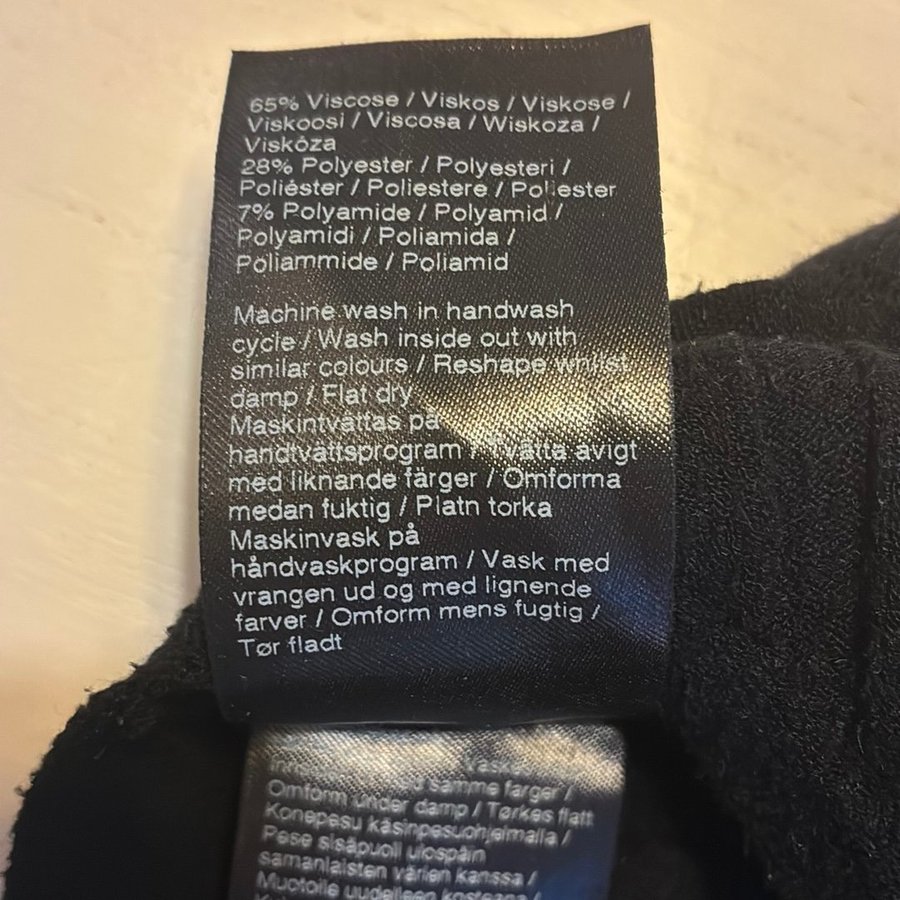 65% Viscose / Viskos / Viskose /
Viskoosi / Viscosa / Wiskoza /
Viskóza
28% Polyester / Polyesteri /
Poliéster / Poliestere / Poliester
7% Polyamide / Polyamid /
Polyamidi / Poliamida /
Poliammide / Poliamid
Machine wash in handwash
cycle / Wash inside out with
similar colours / Reshape whilst
damp / Flat dry
Maskintvättas på
handtvättsprogram / Tvätta avigt
med liknande färger / Omforma
medan fuktig / Platn torka
Maskinvask på
håndvaskprogram / Vask med
vrangen ud og med lignende
farver / Omform mens fugtig /
Tør fladt
samme farger /
Omform under damp / Tørkes flatt
Konepesu käsinpesuohjelmalla /
Pese sisäpuoli ulospäin
samanlaisten värien kanssa /
Muotoile uudelleen kosteana /